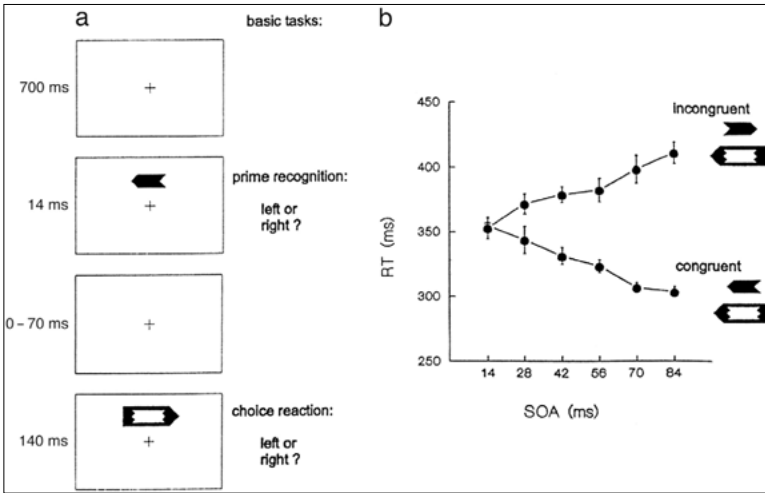 a
basic tasks:
700 ms
14 ms
prime recognition:
left or
right ?
0 – 70 ms
140 ms
choice reaction:
left or
right ?
b
450
400
350
300
250
RT (ms)
incongruent
congruent
14 28 42 56 70 84
SOA (ms)